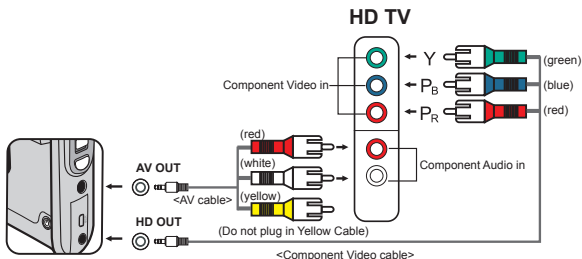 HD TV
Y
(green)
Component Video in
PB
(blue)
PR
(red)
(red)
(white)
Component Audio in
AV OUT
<AV cable>
(yellow)
HD OUT
(Do not plug in Yellow Cable)
<Component Video cable>